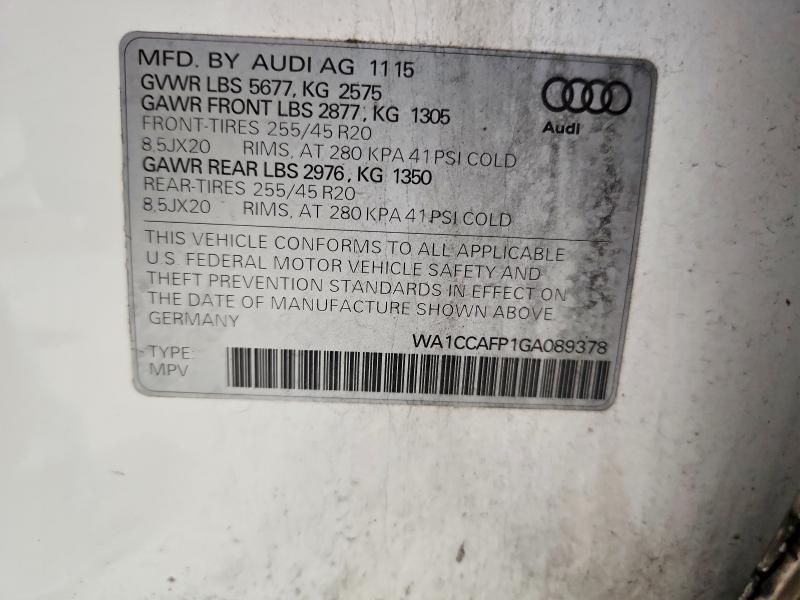 MFD. BY AUDI AG 11 15
GVWR LBS 5677, KG 2575
GAWR FRONT LBS 2877, KG 1305
FRONT-TIRES 255/45 R20
8,5JX20 RIMS, AT 280 KPA 41 PSI COLD
GAWR REAR LBS 2976, KG 1350
REAR-TIRES 255/45 R20
8,5JX20 RIMS, AT 280 KPA 41 PSI COLD
Audi
THIS VEHICLE CONFORMS TO ALL APPLICABLE
U.S. FEDERAL MOTOR VEHICLE SAFETY AND
THEFT PREVENTION STANDARDS IN EFFECT ON
THE DATE OF MANUFACTURE SHOWN ABOVE
GERMANY
WA1CCAFP1GA089378
TYPE:
MPV